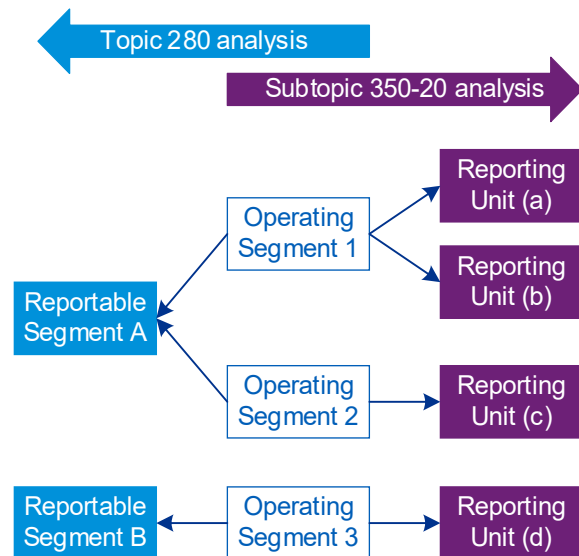 Topic 280 analysis
Subtopic 350-20 analysis
Reporting
Unit (a)
Operating
Segment 1
Reporting
Unit (b)
Reportable
Segment A
Operating
Segment 2
Reporting
Unit (c)
Reportable
Segment B
Operating
Segment 3
Reporting
Unit (d)